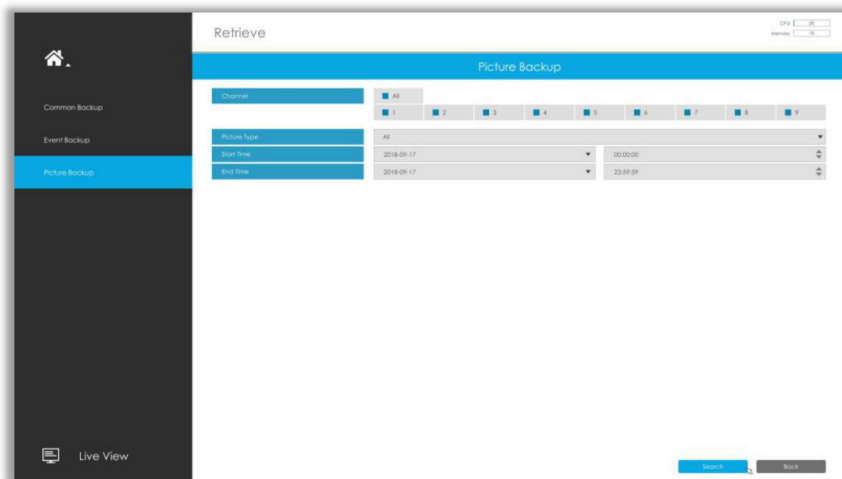 Retrieve
CPU
Memory
Picture Backup
Common Backup
Event Backup
Picture Backup
Live View
Channel
All
1 2 3 4 5 6 7 8 9
Picture Type All
Start Time 2018-09-17 00:00:00
End Time 2018-09-17 23:59:59
Search Back